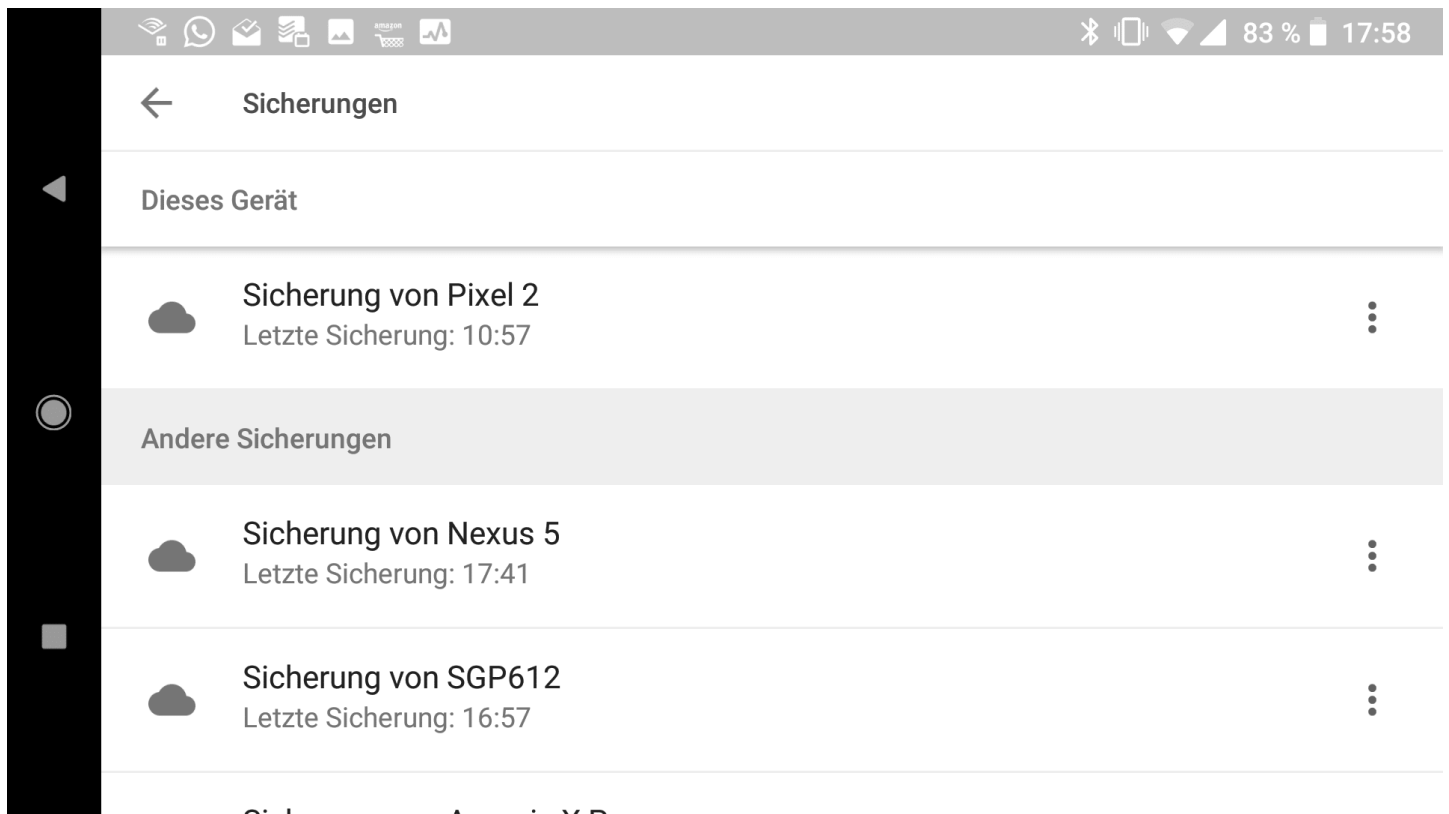 amazon
83 %
17:58
Sicherungen
Dieses Gerät
Sicherung von Pixel 2
Letzte Sicherung: 10:57
Andere Sicherungen
Sicherung von Nexus 5
Letzte Sicherung: 17:41
Sicherung von SGP612
Letzte Sicherung: 16:57